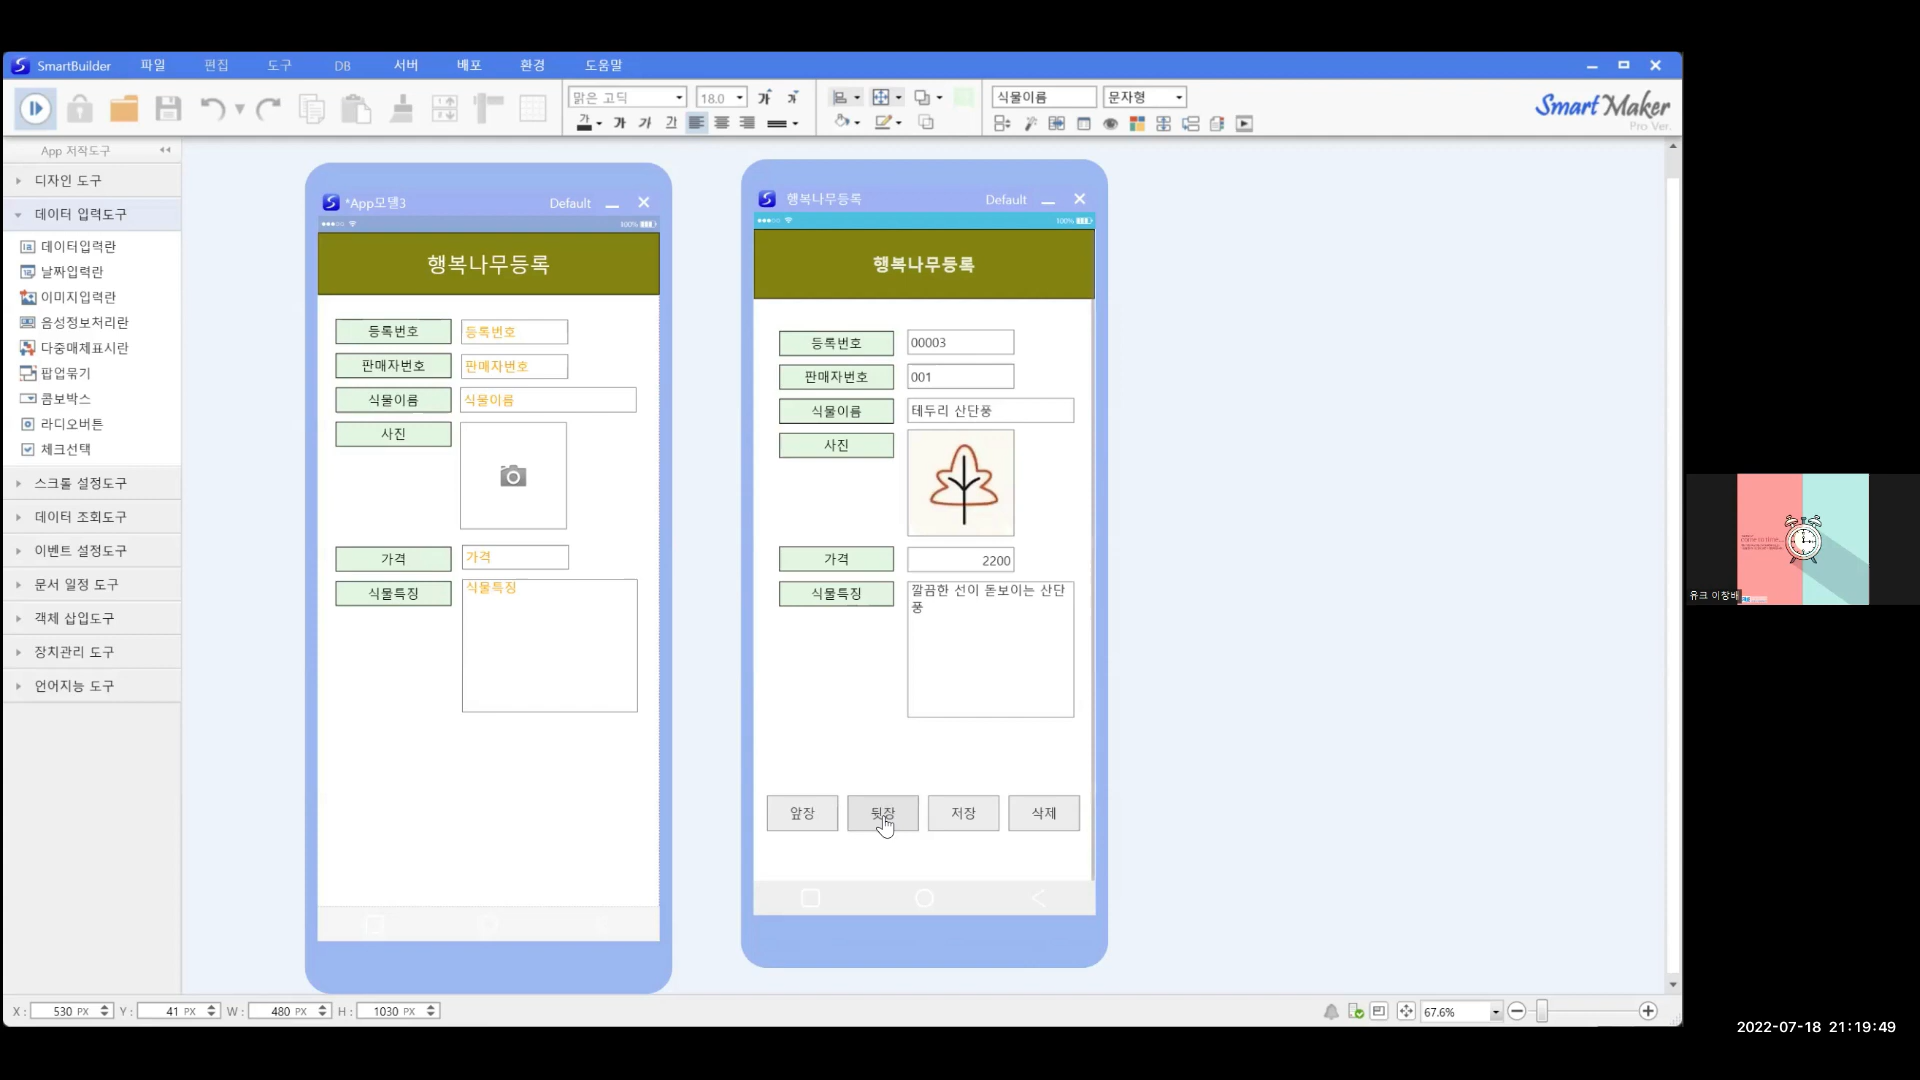 SmartBuilder 파일 편집 도구 DB 서버 배포 환경 도움말
맑은 고딕 18.0 가 가 식물이름 문자형
가 가 가 가
SmartMaker
Pro Ver.
App 저작도구
디자인 도구
데이터 입력도구
데이터입력란
날짜입력란
이미지입력란
음성정보처리란
다중매체표시란
팝업묶기
콤보박스
라디오버튼
체크선택
스크롤 설정도구
데이터 조회도구
이벤트 설정도구
문서 일정 도구
객체 삽입도구
장치관리 도구
언어지능 도구
*App모델3 Default
100%
행복나무등록
등록번호 등록번호
판매자번호 판매자번호
식물이름 식물이름
사진
가격 가격
식물특징 식물특징
행복나무등록 Default
100%
행복나무등록
등록번호 00003
판매자번호 001
식물이름 테두리 산단풍
사진
가격 2200
식물특징 깔끔한 선이 돋보이는 산단
풍
앞장 뒷장 저장 삭제
유크 이창배
X : 530 PX Y : 41 PX W : 480 PX H : 1030 PX 67.6%
2022-07-18 21:19:49